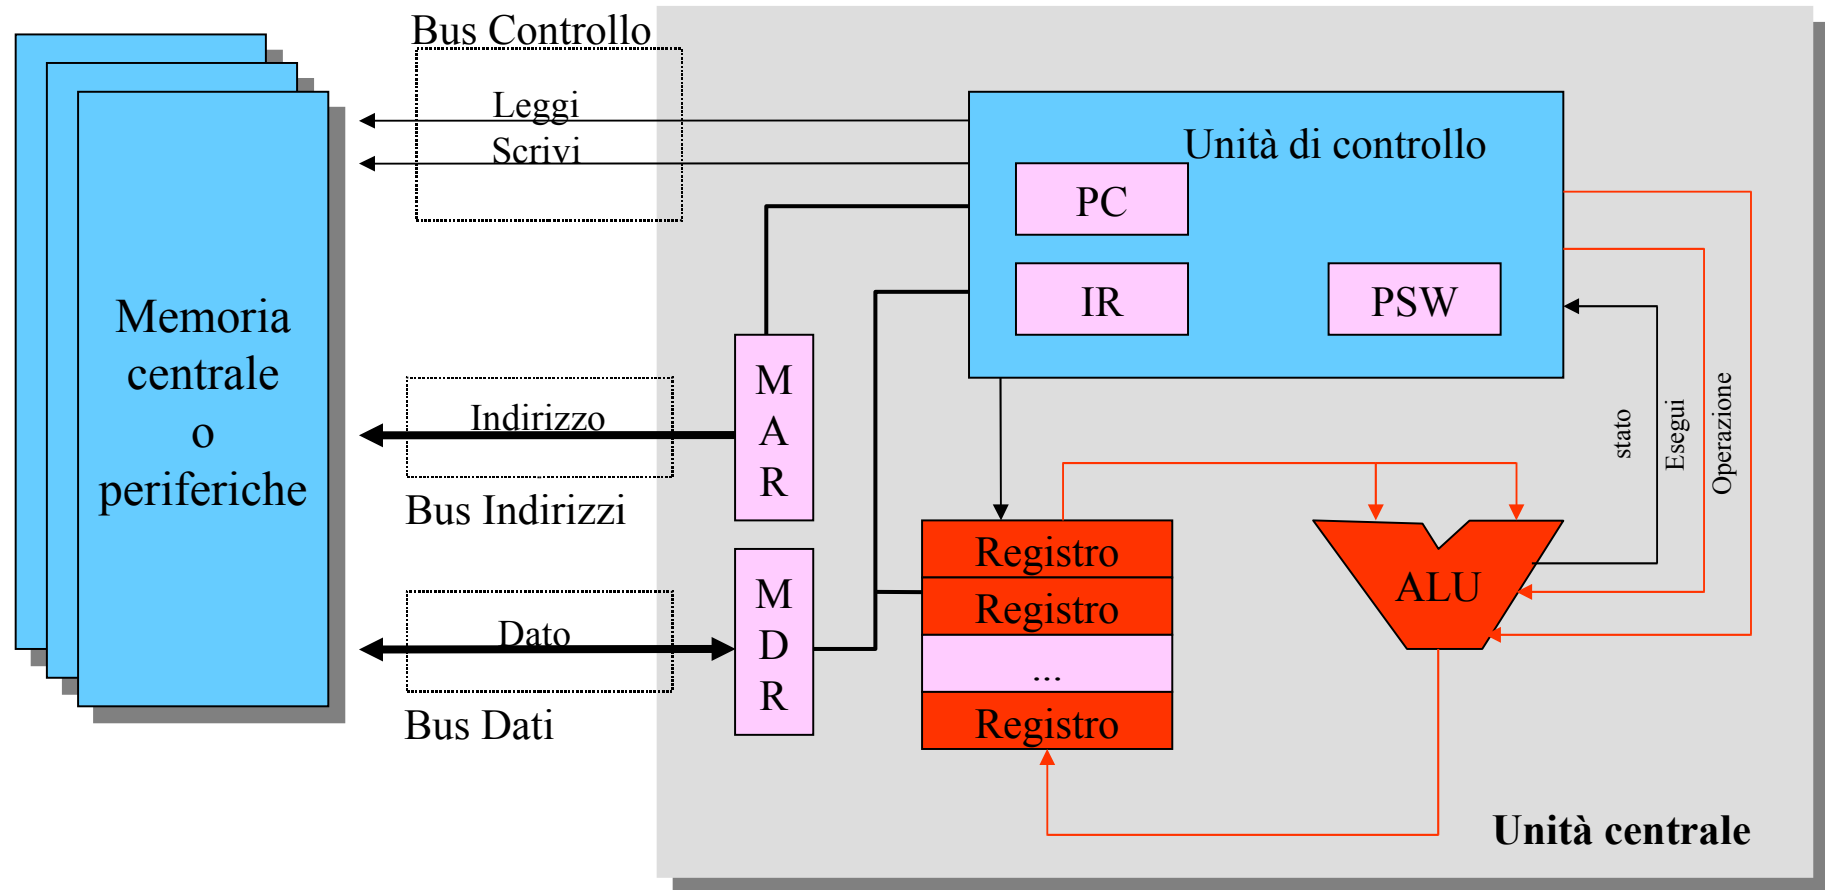 Bus Controllo
Leggi
Scrivi
Unità di controllo
PC
IR
PSW
Memoria
centrale
o
periferiche
Indirizzo
Bus Indirizzi
M
A
R
stato
Esegui
Operazione
Dato
Bus Dati
M
D
R
Registro
Registro
...
Registro
ALU
Unità centrale